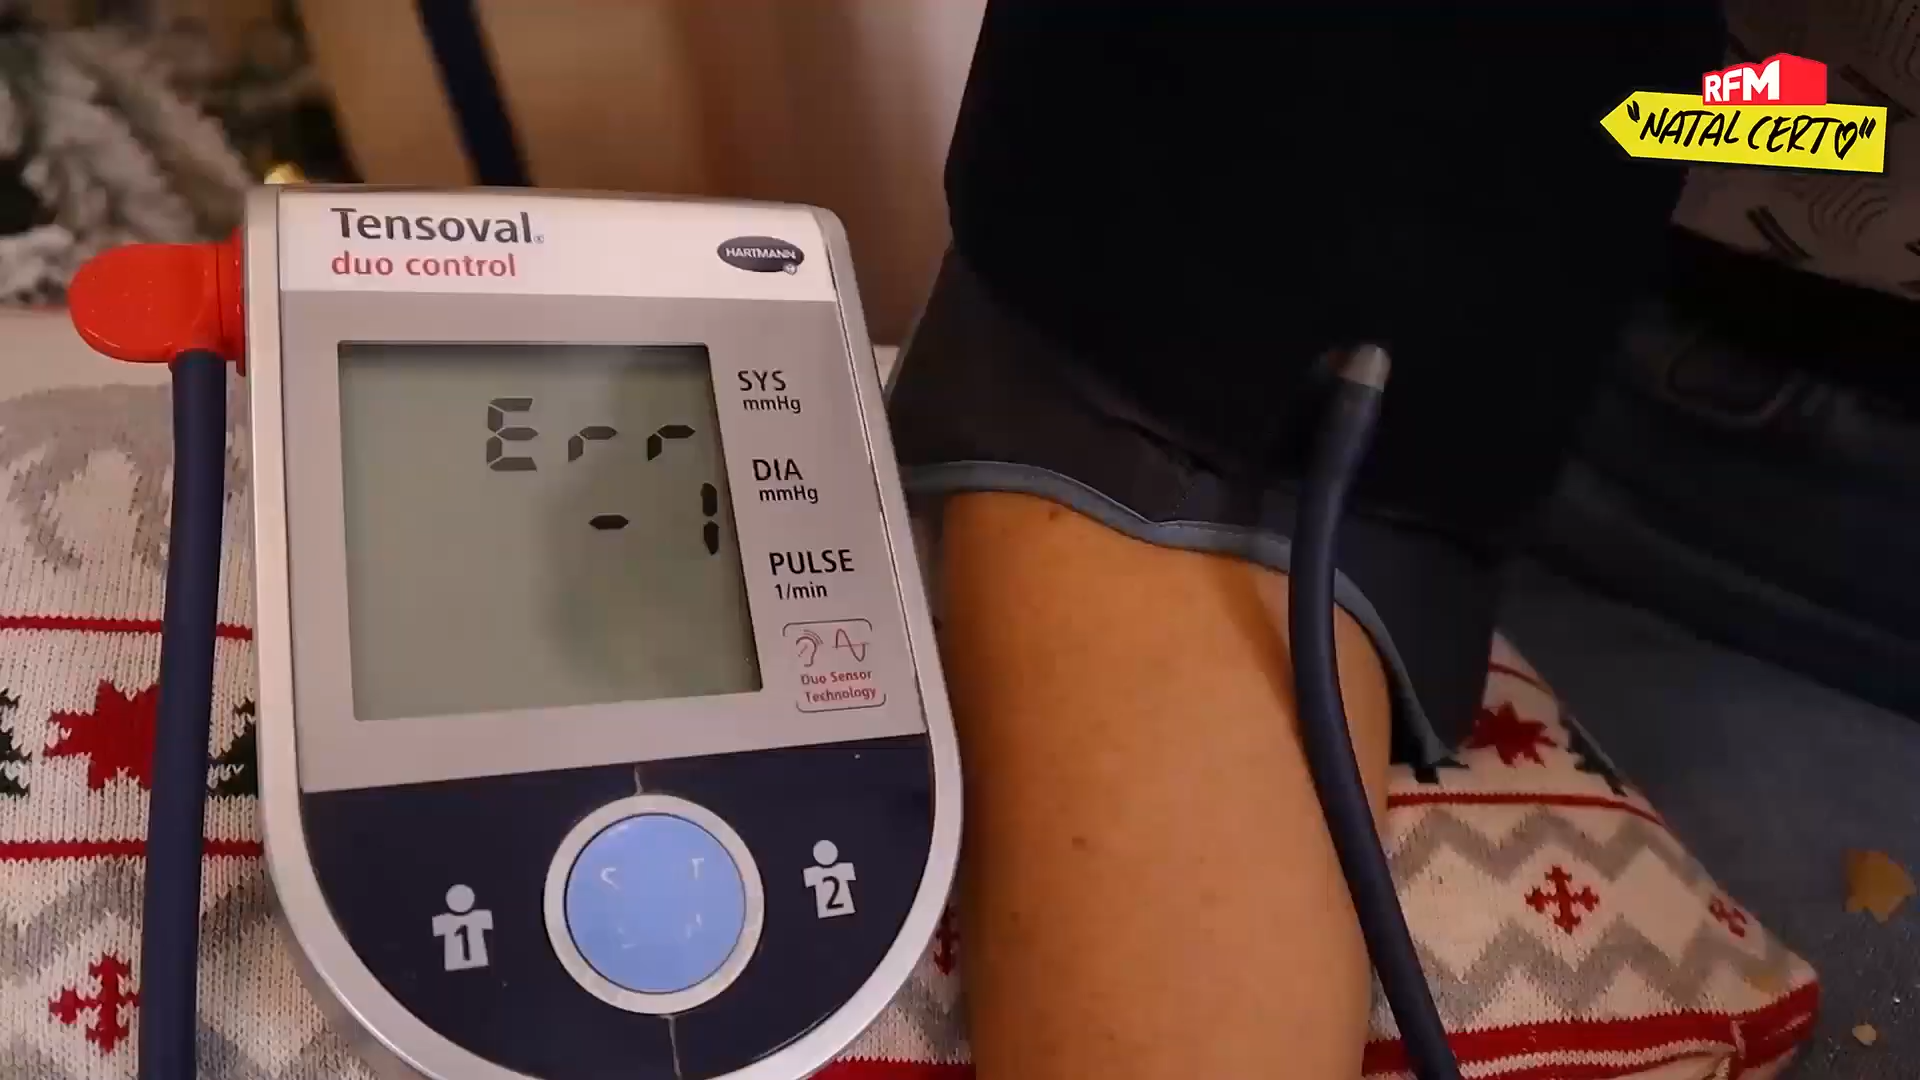 RFM
"NATAL CERTO"
Tensoval®
duo control
HARTMANN
Err
-1
SYS
mmHg
DIA
mmHg
PULSE
1/min
Duo Sensor
Technology
1
2